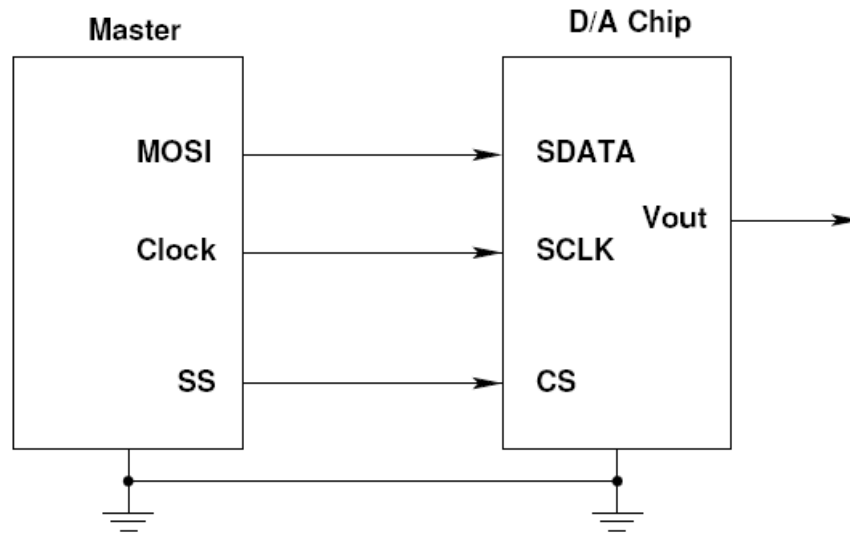 Master
D/A Chip
MOSI
SDATA
Vout
Clock
SCLK
SS
CS